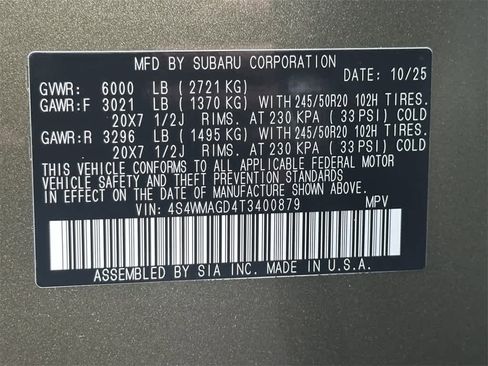 MFD BY SUBARU CORPORATION
DATE: 10/25
GVWR: 6000 LB (2721 KG)
GAWR:F 3021 LB (1370 KG) WITH 245/50R20 102H TIRES.
20X7 1/2J RIMS. AT 230 KPA (33 PSI) COLD
GAWR:R 3296 LB (1495 KG) WITH 245/50R20 102H TIRES.
20X7 1/2J RIMS. AT 230 KPA (33 PSI) COLD
THIS VEHICLE CONFORMS TO ALL APPLICABLE FEDERAL MOTOR
VEHICLE SAFETY AND THEFT PREVENTION STANDARDS
IN EFFECT ON THE DATE OF MANUFACTURE SHOWN ABOVE.
VIN: 4S4WMAGD4T3400879 MPV
ASSEMBLED BY SIA INC. MADE IN U.S.A.